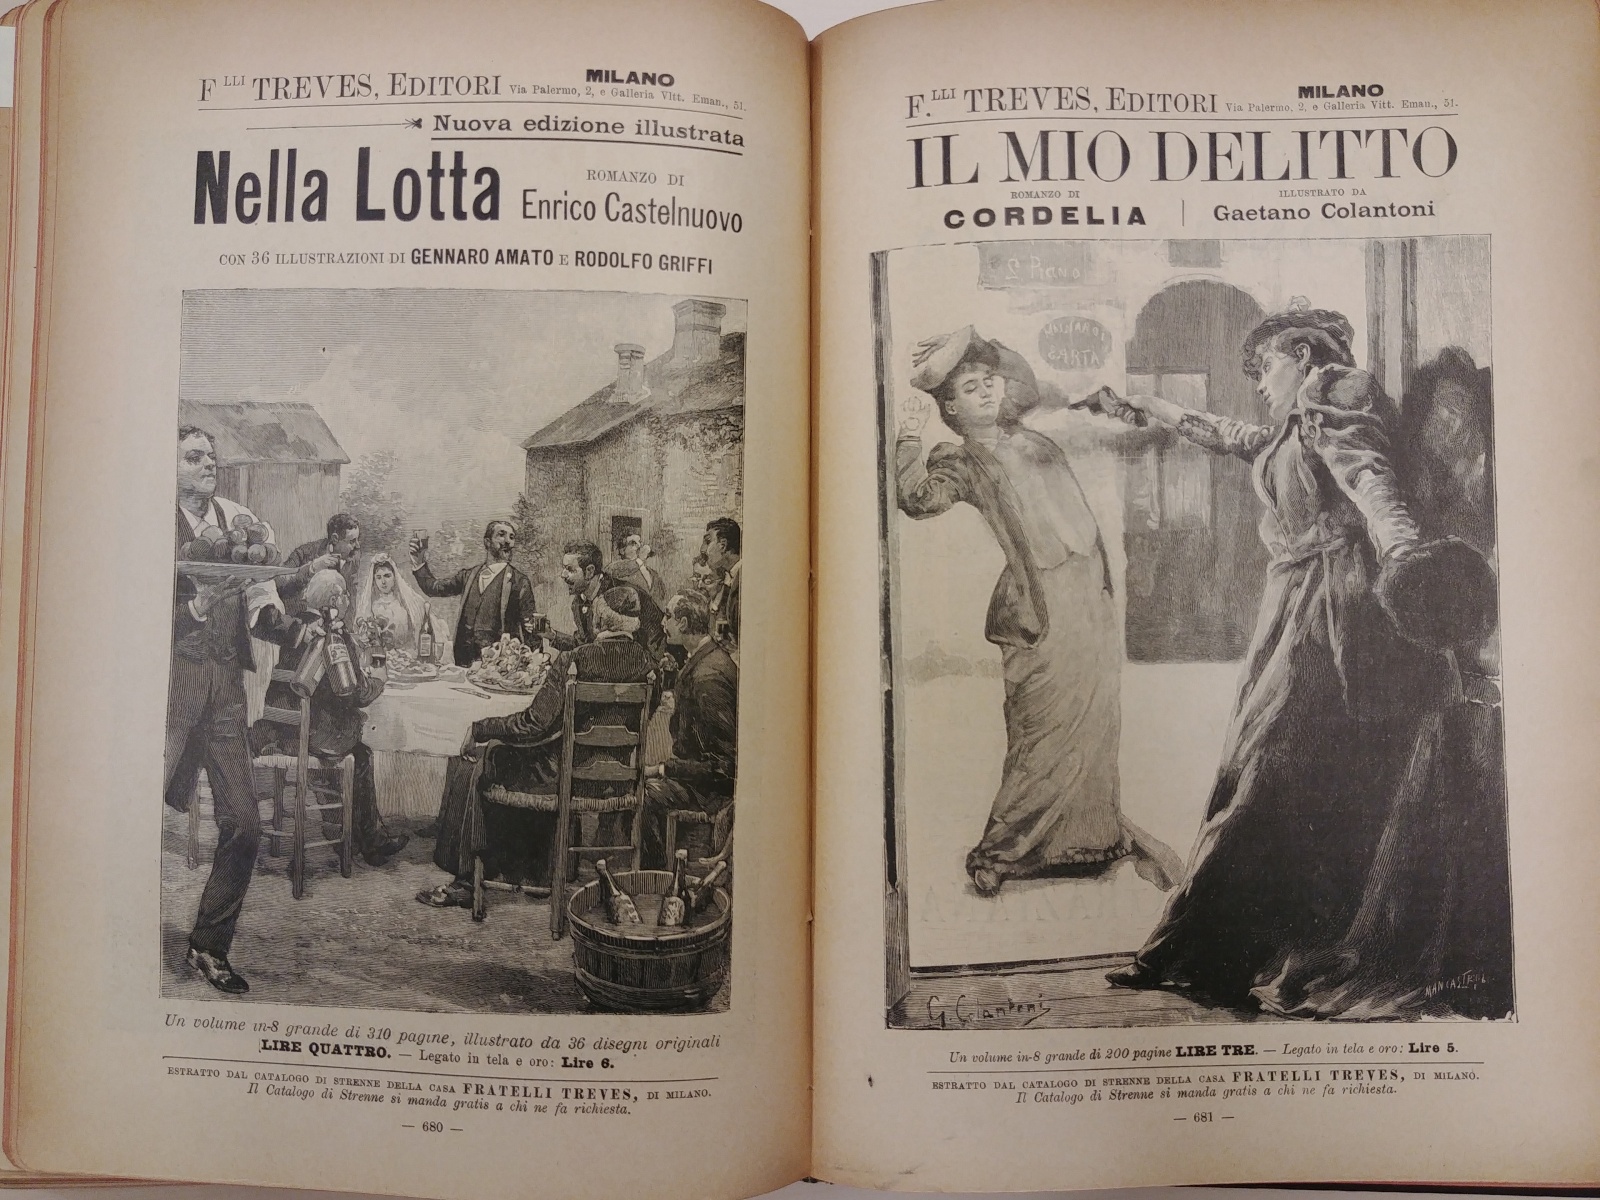 F LLI TREVES, EDITORI MILANO
Via Palermo, 2, e Galleria Vitt. Eman., 51.
Nuova edizione illustrata
Nella Lotta
ROMANZO DI
Enrico Castelnuovo
CON 36 ILLUSTRAZIONI DI GENNARO AMATO E RODOLFO GRIFFI
Un volume in-8 grande di 310 pagine, illustrato da 36 disegni originali
LIRE QUATTRO. — Legato in tela e oro: Lire 6.
ESTRATTO DAL CATALOGO DI STRENNE DELLA CASA FRATELLI TREVES, DI MILANO.
Il Catalogo di Strenne si manda gratis a chi ne fa richiesta.
— 680 —
F.LLI TREVES, EDITORI MILANO
Via Palermo, 2, e Galleria Vitt. Eman., 51.
IL MIO DELITTO
ROMANZO DI
CORDELIA
ILLUSTRATO DA
Gaetano Colantoni
2 Piano
SARTA
G. Colantoni
Un volume in-8 grande di 200 pagine LIRE TRE. — Legato in tela e oro: Lire 5.
ESTRATTO DAL CATALOGO DI STRENNE DELLA CASA FRATELLI TREVES, DI MILANO.
Il Catalogo di Strenne si manda gratis a chi ne fa richiesta.
— 681 —